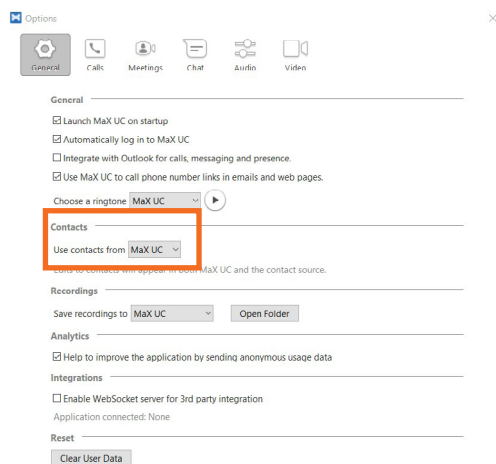 Options
General Calls Meetings Chat Audio Video
General
Launch MaX UC on startup
Automatically log in to MaX UC
Integrate with Outlook for calls, messaging and presence.
Use MaX UC to call phone number links in emails and web pages.
Choose a ringtone MaX UC
Contacts
Use contacts from MaX UC
Edits to contacts will appear in both MaX UC and the contact source.
Recordings
Save recordings to MaX UC Open Folder
Analytics
Help to improve the application by sending anonymous usage data
Integrations
Enable WebSocket server for 3rd party integration
Application connected: None
Reset
Clear User Data